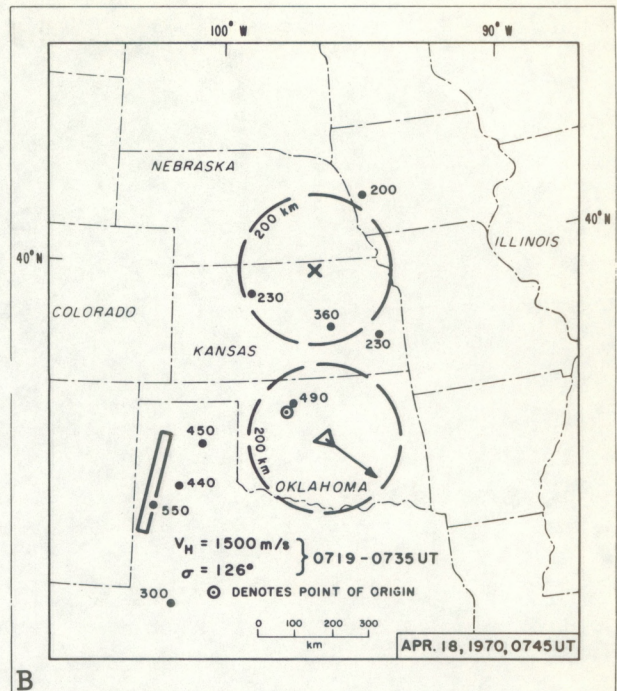 100° W
90° W
NEBRASKA
200
200 km
40° N
ILLINOIS
40° N
230
COLORADO
360
230
KANSAS
490
450
200 km
440
OKLAHOMA
550
V_H = 1500 m/s
σ = 126°
} 0719 - 0735 UT
300
⊙ DENOTES POINT OF ORIGIN
0 100 200 300
km
APR. 18, 1970, 0745 UT
B